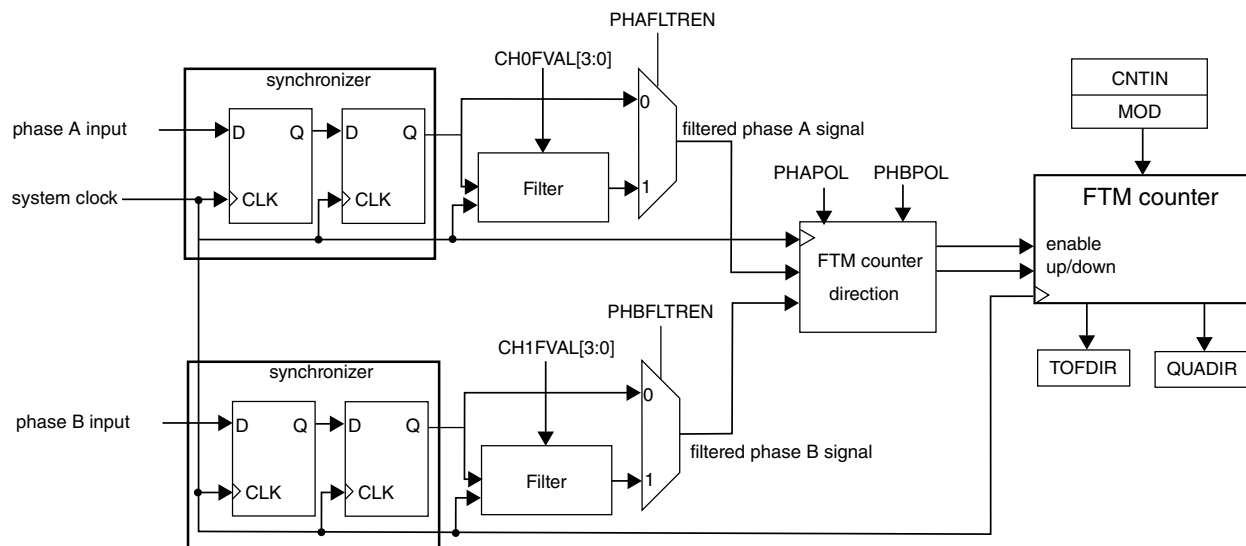 PHAFLTREN
CH0FVAL[3:0]
synchronizer
CNTIN
MOD
0
phase A input
D
Q
D
Q
filtered phase A signal
Filter
1
system clock
CLK
CLK
PHAPOL
PHBPOL
FTM counter
enable
up/down
FTM counter
direction
PHBFLTREN
CH1FVAL[3:0]
synchronizer
TOFDIR
QUADIR
0
phase B input
D
Q
D
Q
filtered phase B signal
Filter
1
CLK
CLK